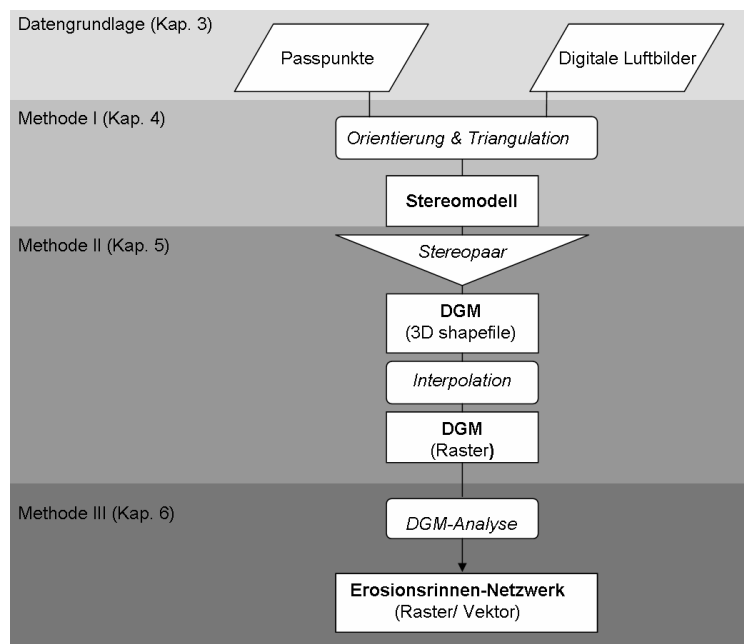 Datengrundlage (Kap. 3)
Passpunkte
Digitale Luftbilder
Methode I (Kap. 4)
Orientierung & Triangulation
Stereomodell
Methode II (Kap. 5)
Stereopaar
DGM
(3D shapefile)
Interpolation
DGM
(Raster)
Methode III (Kap. 6)
DGM-Analyse
Erosionsrinnen-Netzwerk
(Raster/ Vektor)